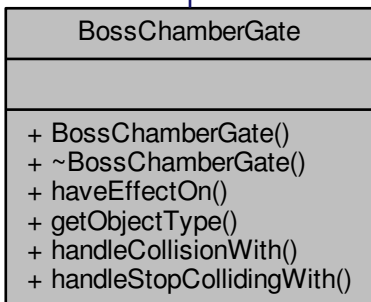 BossChamberGate
+ BossChamberGate()
+ ~BossChamberGate()
+ haveEffectOn()
+ getObjectType()
+ handleCollisionWith()
+ handleStopCollidingWith()